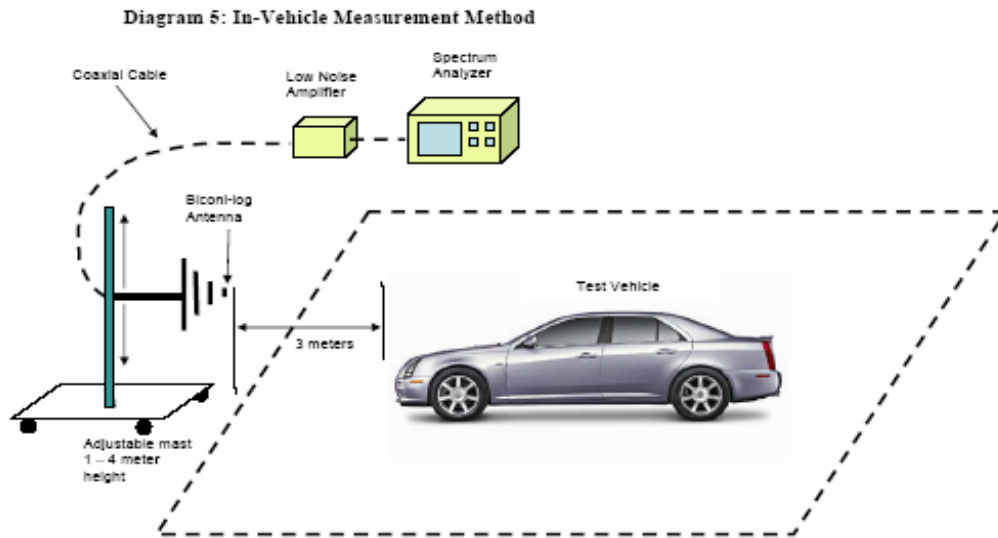 Diagram 5: In-Vehicle Measurement Method
Spectrum
Analyzer
Coaxial Cable
Low Noise
Amplifier
Biconi-log
Antenna
Test Vehicle
3 meters
Adjustable mast
1 – 4 meter
height